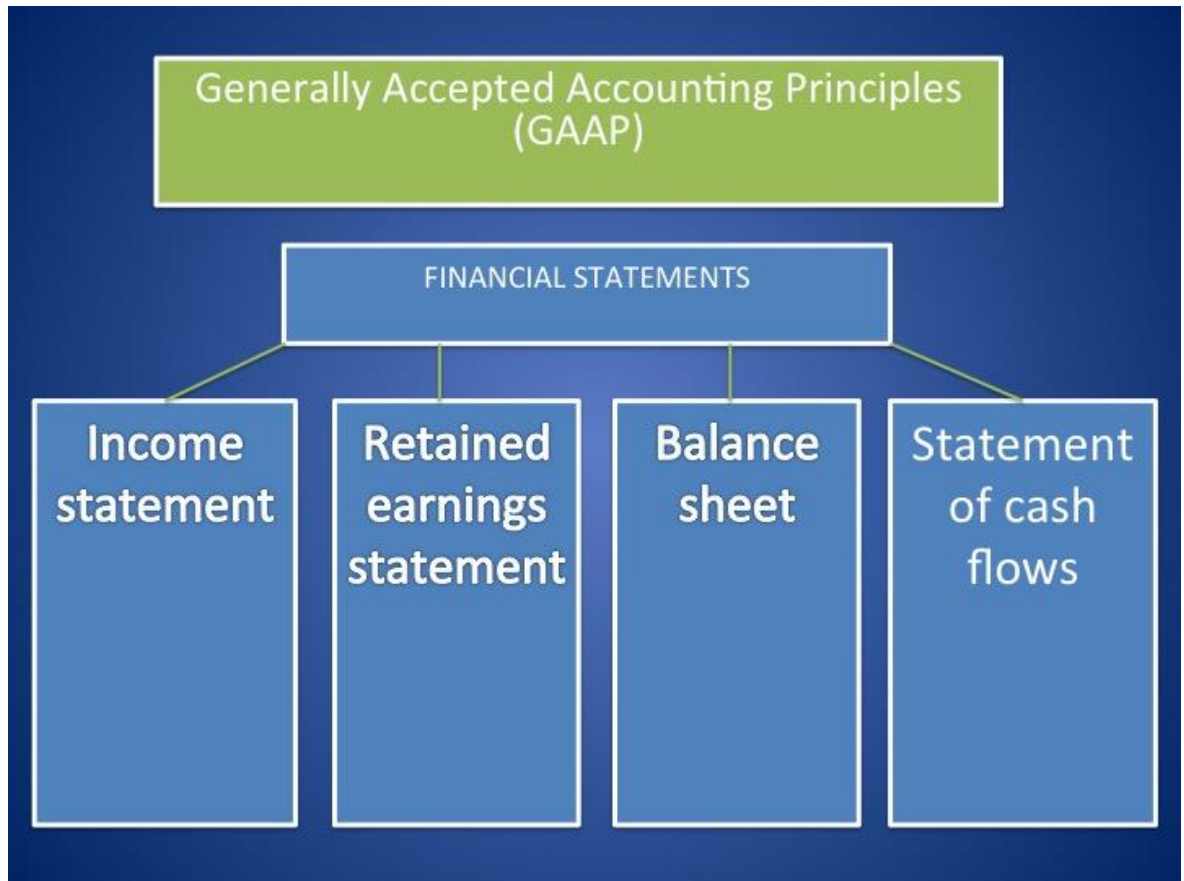 Generally Accepted Accounting Principles
(GAAP)
FINANCIAL STATEMENTS
Income
statement
Retained
earnings
statement
Balance
sheet
Statement
of cash
flows